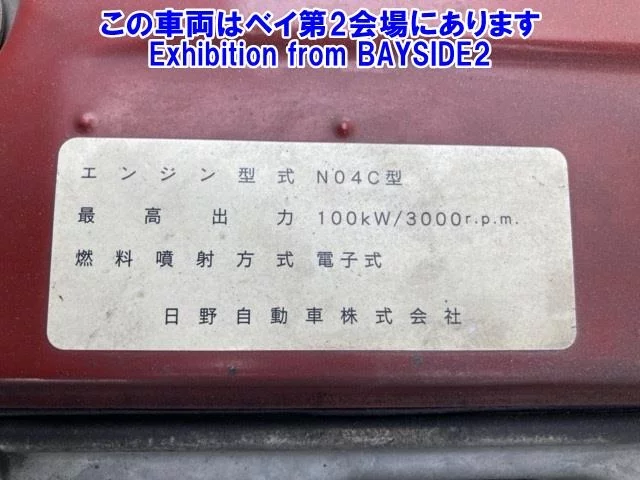 この車両はベイ第2会場にあります
Exhibition from BAYSIDE2
エンジン型式 N04C型
最高出力 100kW/3000r.p.m.
燃料噴射方式 電子式
日野自動車株式会社